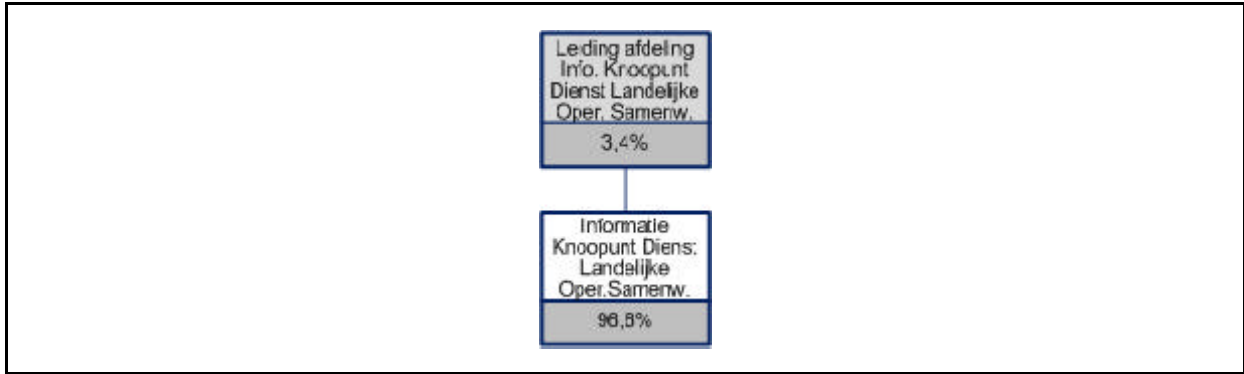 Leiding afdeling
Info. Knooppunt
Dienst Landelijke
Oper. Samenw.
3,4%
Informatie
Knooppunt Dienst
Landelijke
Oper.Samenw.
96,6%